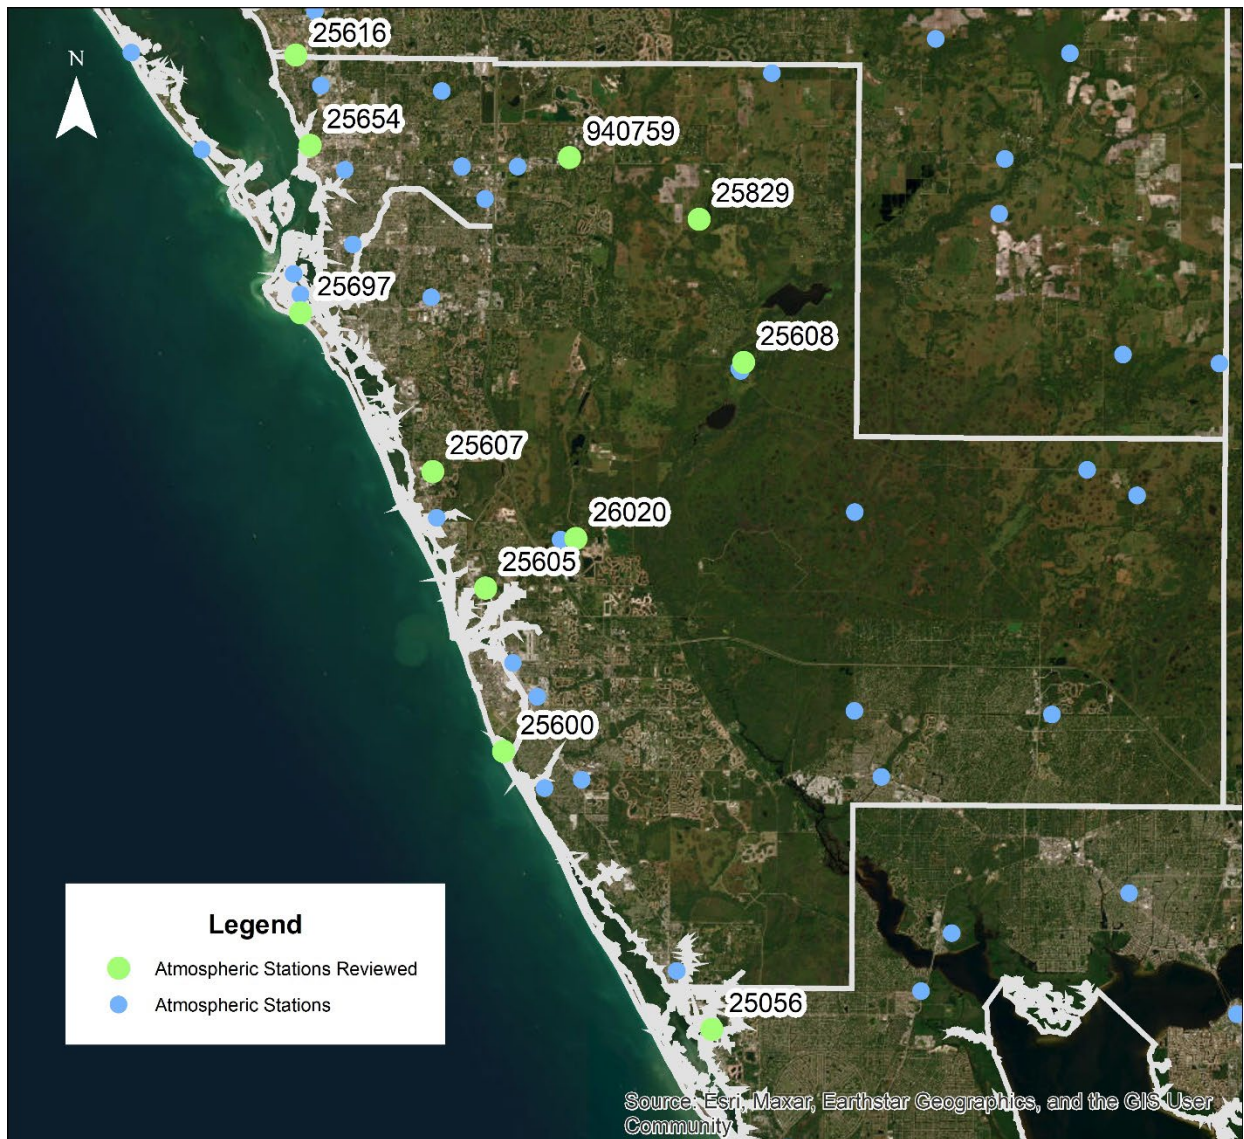 25616
N
25654
940759
25829
25697
25608
25607
26020
25605
25600
Legend
Atmospheric Stations Reviewed
Atmospheric Stations
25056
Source: Esri, Maxar, Earthstar Geographics, and the GIS User
Community